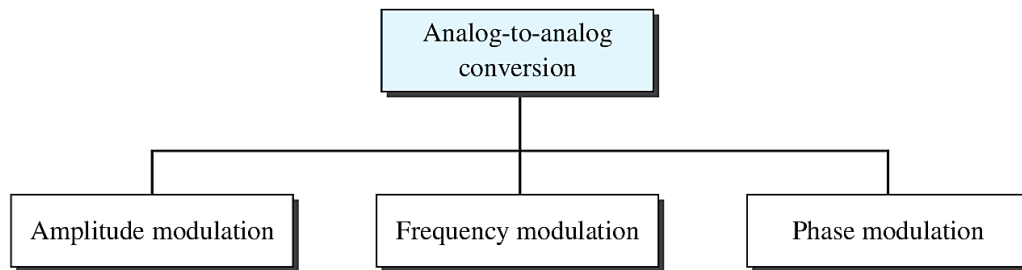 Analog-to-analog
conversion
Amplitude modulation
Frequency modulation
Phase modulation